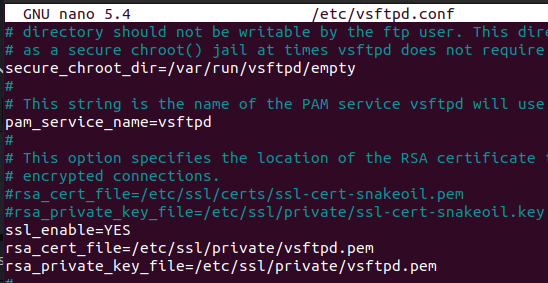 GNU nano 5.4 /etc/vsftpd.conf
# directory should not be writable by the ftp user. This dire
# as a secure chroot() jail at times vsftpd does not require
secure_chroot_dir=/var/run/vsftpd/empty
#
# This string is the name of the PAM service vsftpd will use
pam_service_name=vsftpd
#
# This option specifies the location of the RSA certificate
# encrypted connections.
#rsa_cert_file=/etc/ssl/certs/ssl-cert-snakeoil.pem
#rsa_private_key_file=/etc/ssl/private/ssl-cert-snakeoil.key
ssl_enable=YES
rsa_cert_file=/etc/ssl/private/vsftpd.pem
rsa_private_key_file=/etc/ssl/private/vsftpd.pem
#